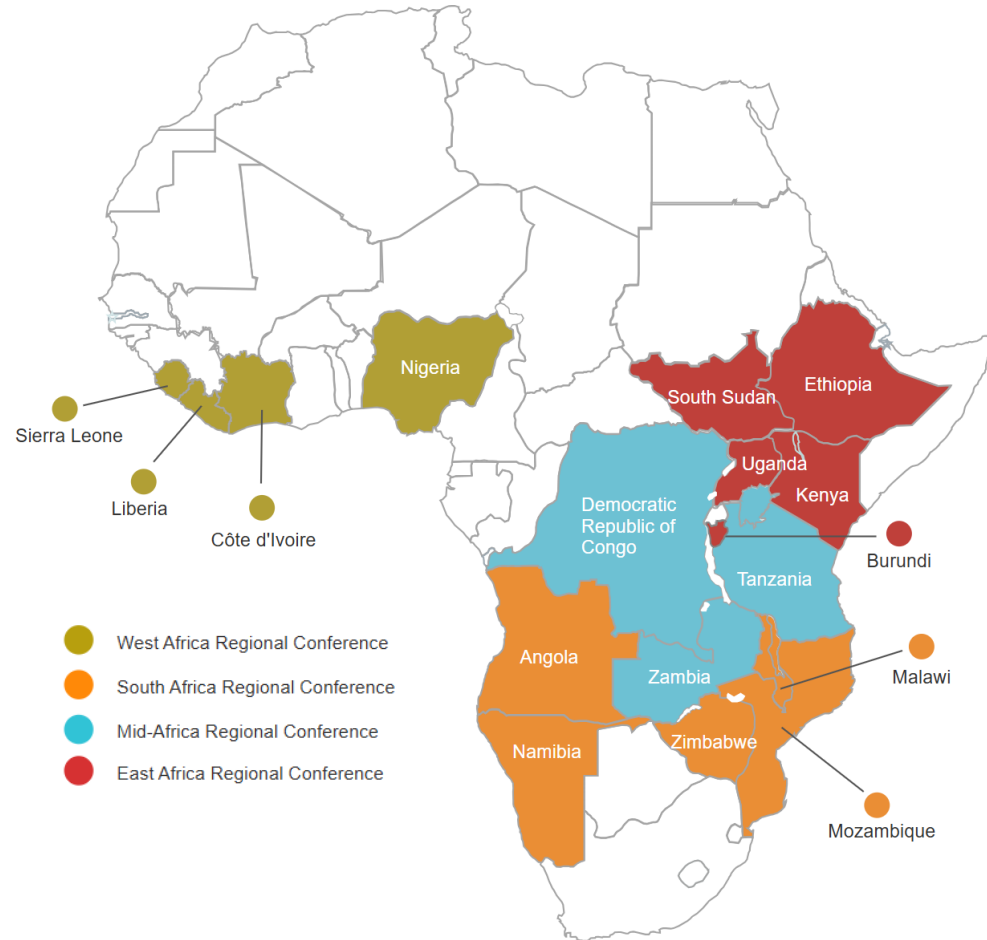 Nigeria
Ethiopia
South Sudan
Sierra Leone
Uganda
Kenya
Liberia
Democratic
Republic of
Congo
Côte d'Ivoire
Burundi
Tanzania
West Africa Regional Conference
Angola
Malawi
Zambia
South Africa Regional Conference
Mid-Africa Regional Conference
Zimbabwe
Namibia
East Africa Regional Conference
Mozambique